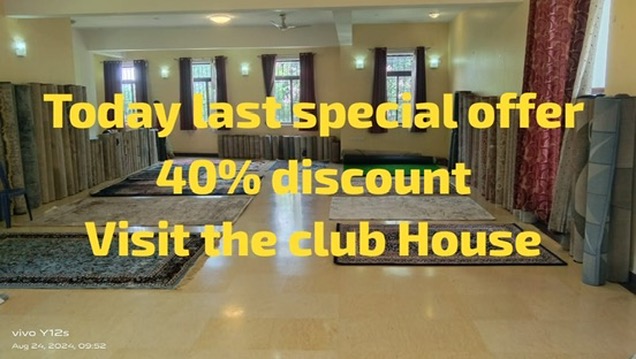 Today last special offer
40% discount
Visit the club House
vivo Y12s
Aug 24, 2024, 09:52